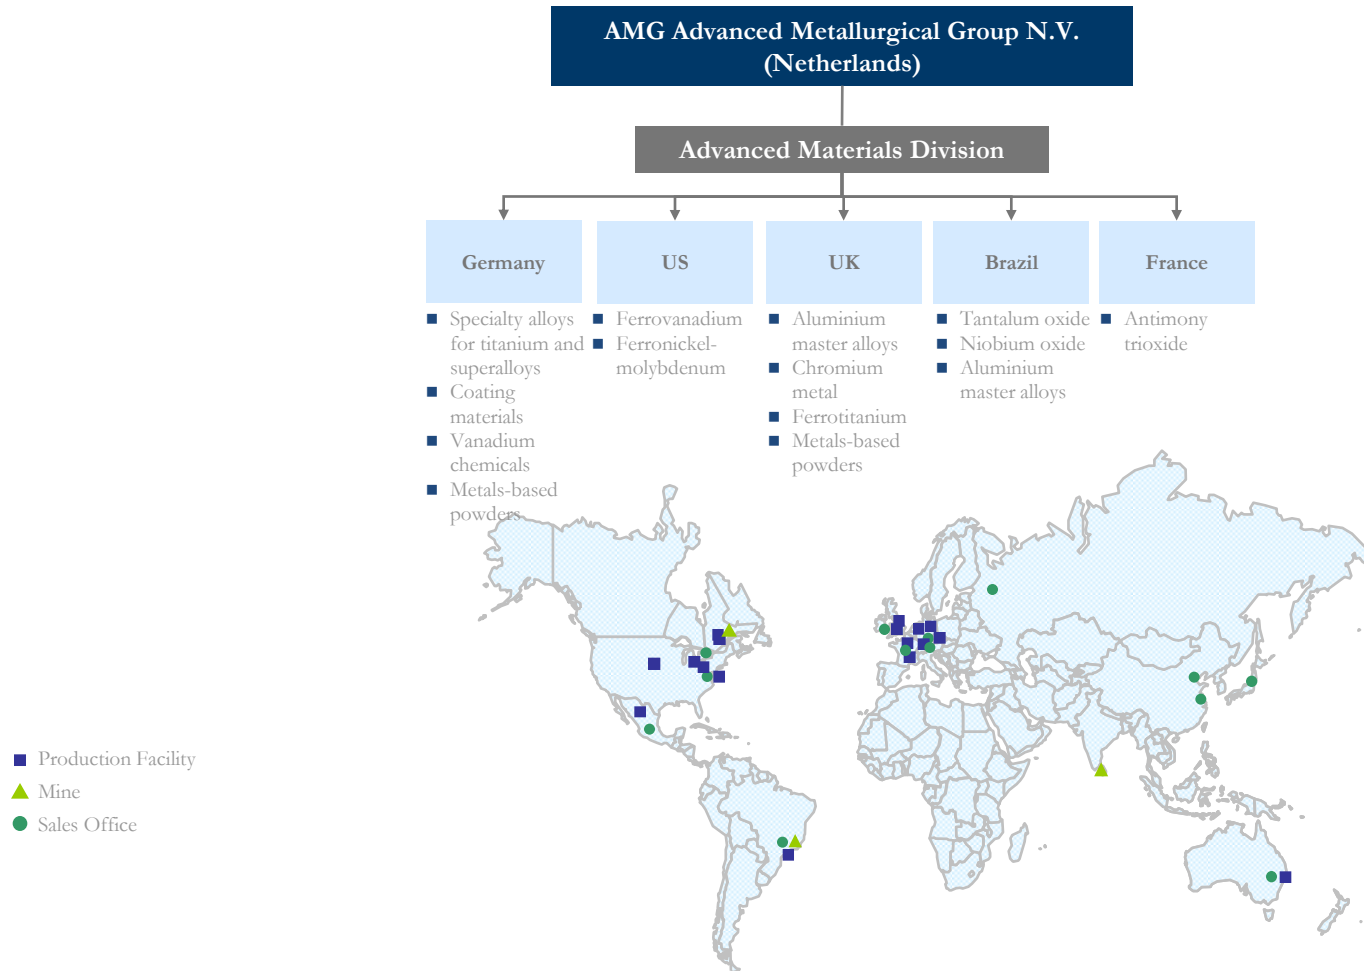 AMG Advanced Metallurgical Group N.V.
(Netherlands)
Advanced Materials Division
Germany
Specialty alloys
for titanium and
superalloys
Coating
materials
Vanadium
chemicals
Metals-based
powders
US
Ferrovanadium
Ferronickel-
molybdenum
UK
Aluminium
master alloys
Chromium
metal
Ferrotitanium
Metals-based
powders
Brazil
Tantalum oxide
Niobium oxide
Aluminium
master alloys
France
Antimony
trioxide
Production Facility
Mine
Sales Office